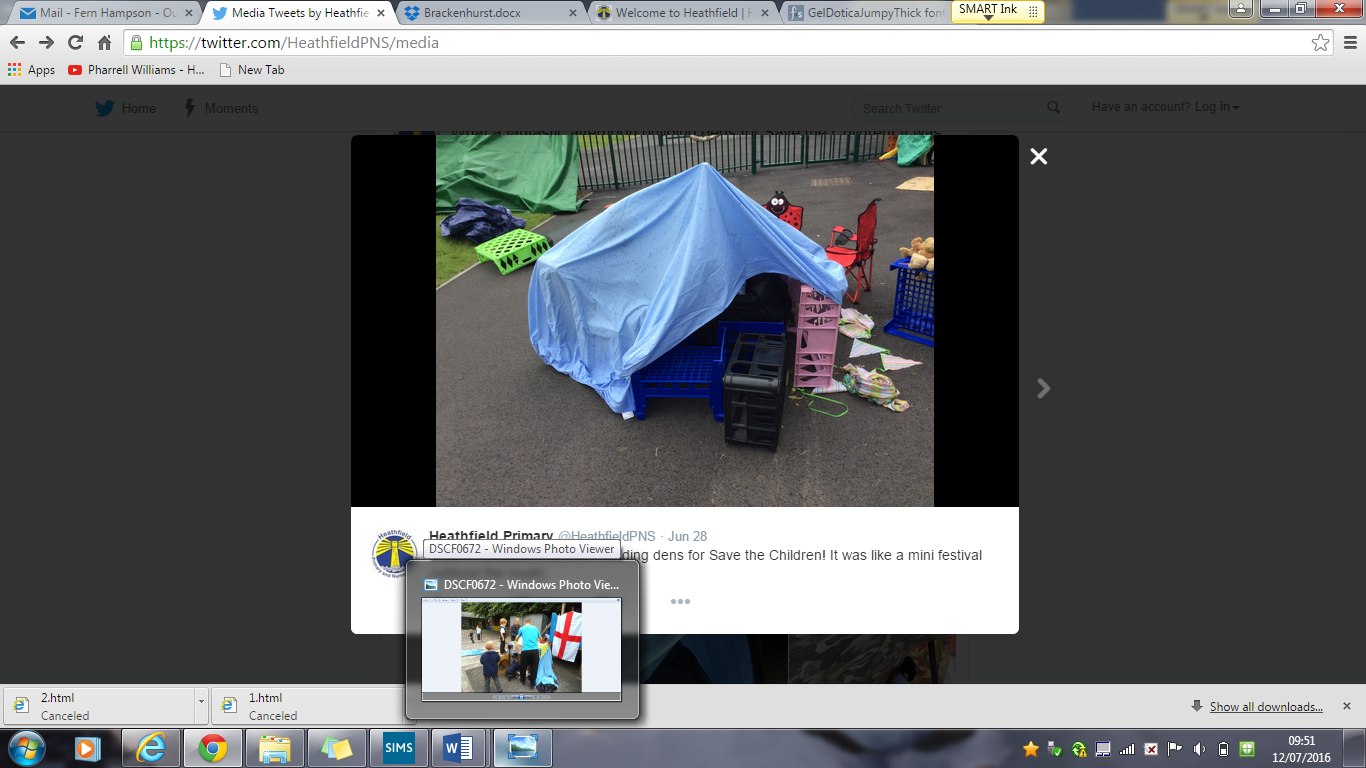 Mail - Fern Hampson - Ou
Media Tweets by Heathfie
Brackenhurst.docx
Welcome to Heathfield | H
GelDoticaJumpyThick font
SMART Ink
https://twitter.com/HeathfieldPNS/media
Apps
Pharrell Williams - H...
New Tab
Home
Moments
Search Twitter
Have an account? Log in
Heathfield Primary @HeathfieldPNS · Jun 28
ding dens for Save the Children! It was like a mini festival
DSCF0672 - Windows Photo Viewer
DSCF0672 - Windows Photo Vie...
2.html
Canceled
1.html
Canceled
Show all downloads...
SIMS
09:51
12/07/2016